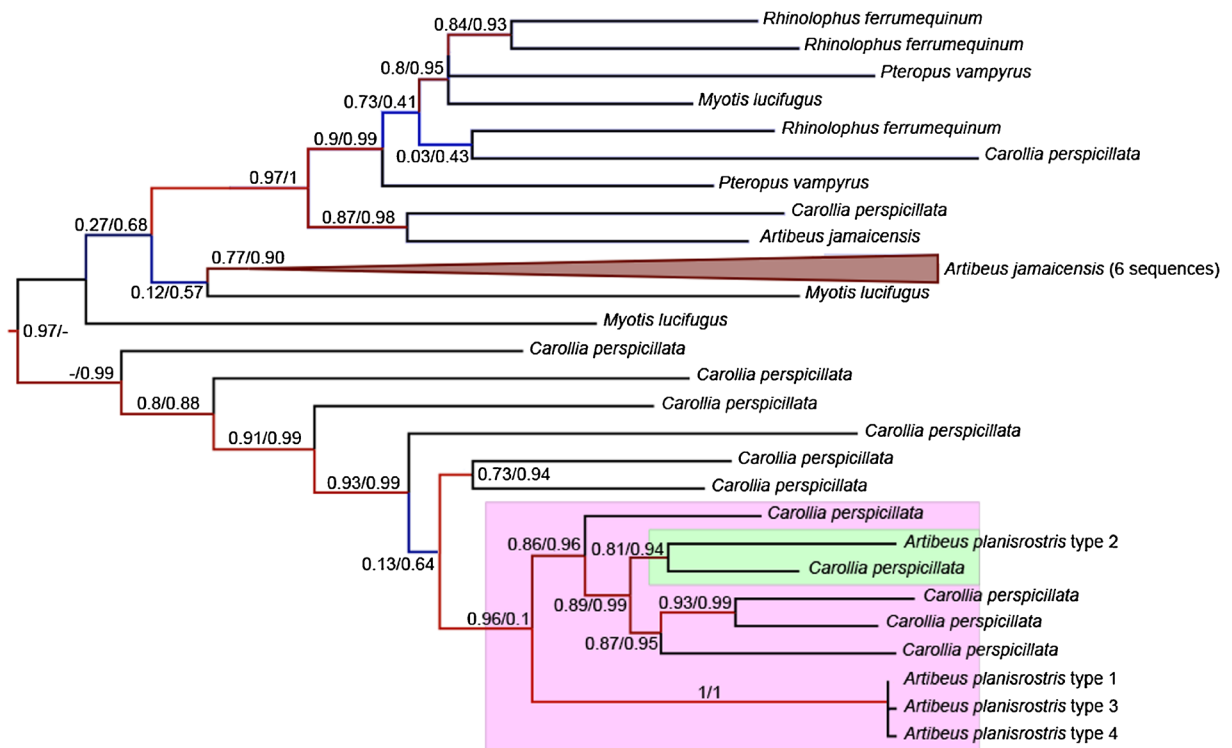 0.84/0.93
Rhinolophus ferrumequinum
Rhinolophus ferrumequinum
0.8/0.95
Pteropus vampyrus
0.73/0.41
Myotis lucifugus
0.9/0.99
Rhinolophus ferrumequinum
0.03/0.43
Carollia perspicillata
0.97/1
Pteropus vampyrus
0.87/0.98
Carollia perspicillata
0.27/0.68
Artibeus jamaicensis
0.77/0.90
Artibeus jamaicensis (6 sequences)
0.12/0.57
Myotis lucifugus
0.97/-
Myotis lucifugus
Carollia perspicillata
-/0.99
Carollia perspicillata
0.8/0.88
Carollia perspicillata
0.91/0.99
Carollia perspicillata
Carollia perspicillata
0.93/0.99
0.73/0.94
Carollia perspicillata
Carollia perspicillata
0.86/0.96
0.81/0.94
Artibeus planisrostris type 2
0.13/0.64
Carollia perspicillata
0.89/0.99
0.93/0.99
Carollia perspicillata
0.96/0.1
Carollia perspicillata
0.87/0.95
Carollia perspicillata
1/1
Artibeus planisrostris type 1
Artibeus planisrostris type 3
Artibeus planisrostris type 4